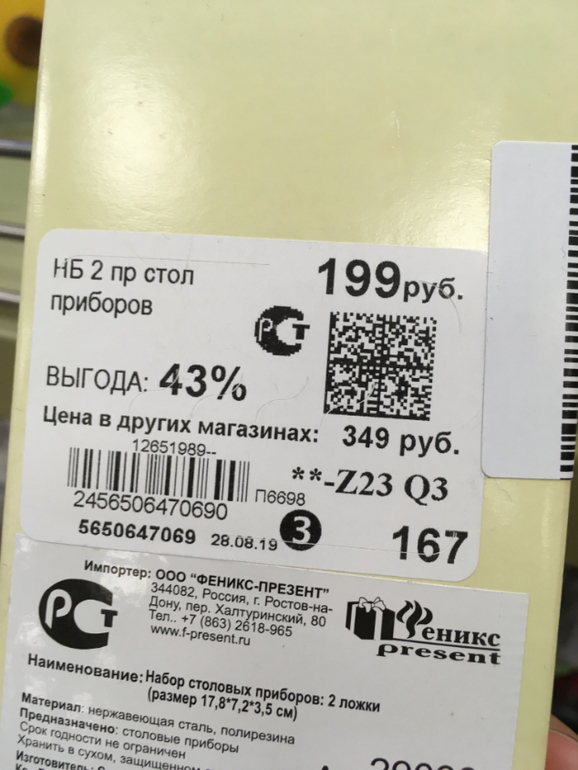 НБ 2 пр стол
приборов
199руб.
РСТ
ВЫГОДА: 43%
Цена в других магазинах: 349 руб.
12651989--
**-Z23 Q3
П6698
2456506470690
5650647069 28.08.19 3 167
Импортер: ООО "ФЕНИКС-ПРЕЗЕНТ"
344082, Россия, г. Ростов-на-
Дону, пер. Халтуринский, 80
Тел.. +7 (863) 2618-965
www.f-present.ru
РСТ
Феникс
present
Наименование: Набор столовых приборов: 2 ложки
(размер 17,8*7,2*3,5 см)
Материал: нержавеющая сталь, полирезина
Предназначено: столовые приборы
Срок годности не ограничен
Хранить в сухом, защищенном
Изготовитель: